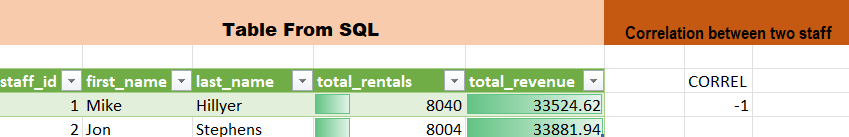 Table From SQL Correlation between two staff
staff_id first_name last_name total_rentals total_revenue CORREL
1 Mike Hillyer 8040 33524.62 -1
2 Jon Stephens 8004 33881.94